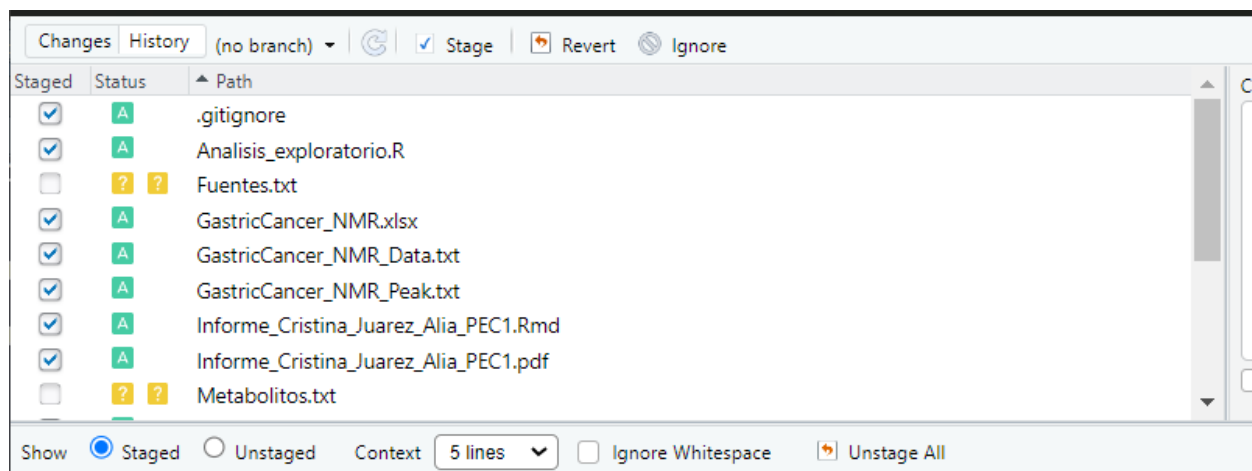 Changes History (no branch) Stage Revert Ignore
Staged Status Path
A .gitignore
A Analisis_exploratorio.R
? ? Fuentes.txt
A GastricCancer_NMR.xlsx
A GastricCancer_NMR_Data.txt
A GastricCancer_NMR_Peak.txt
A Informe_Cristina_Juarez_Alia_PEC1.Rmd
A Informe_Cristina_Juarez_Alia_PEC1.pdf
? ? Metabolitos.txt
Show Staged Unstaged Context 5 lines Ignore Whitespace Unstage All